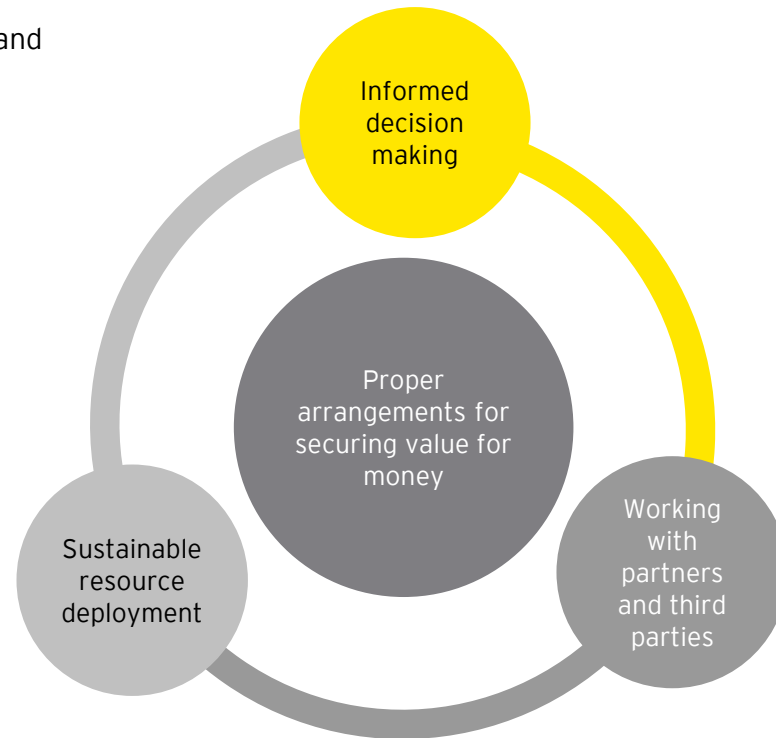 and
Informed
decision
making
Proper
arrangements for
securing value for
money
Sustainable
resource
deployment
Working
with
partners
and third
parties